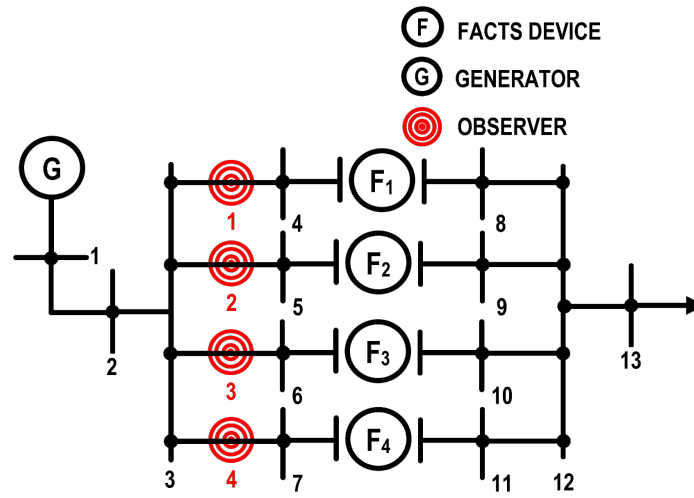 F FACTS DEVICE
G GENERATOR
OBSERVER
G
F1
1 4 8
1
F2
2 5 9
2
13
F3
3 6 10
F4
3 4 7 11 12